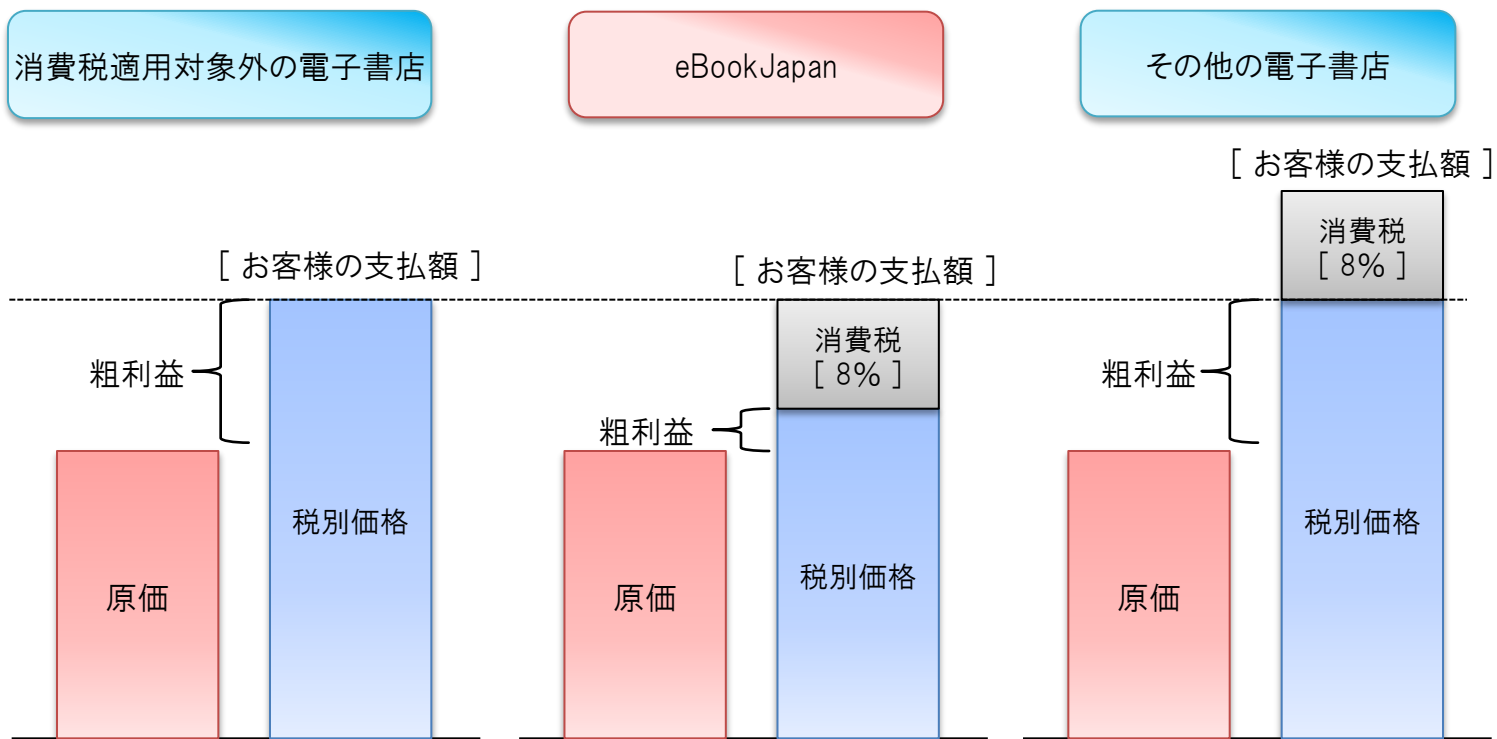 消費税適用対象外の電子書店
[ お客様の支払額 ]
粗利益
原価
税別価格
eBookJapan
[ お客様の支払額 ]
消費税
[ 8% ]
粗利益
原価
税別価格
その他の電子書店
[ お客様の支払額 ]
消費税
[ 8% ]
粗利益
原価
税別価格